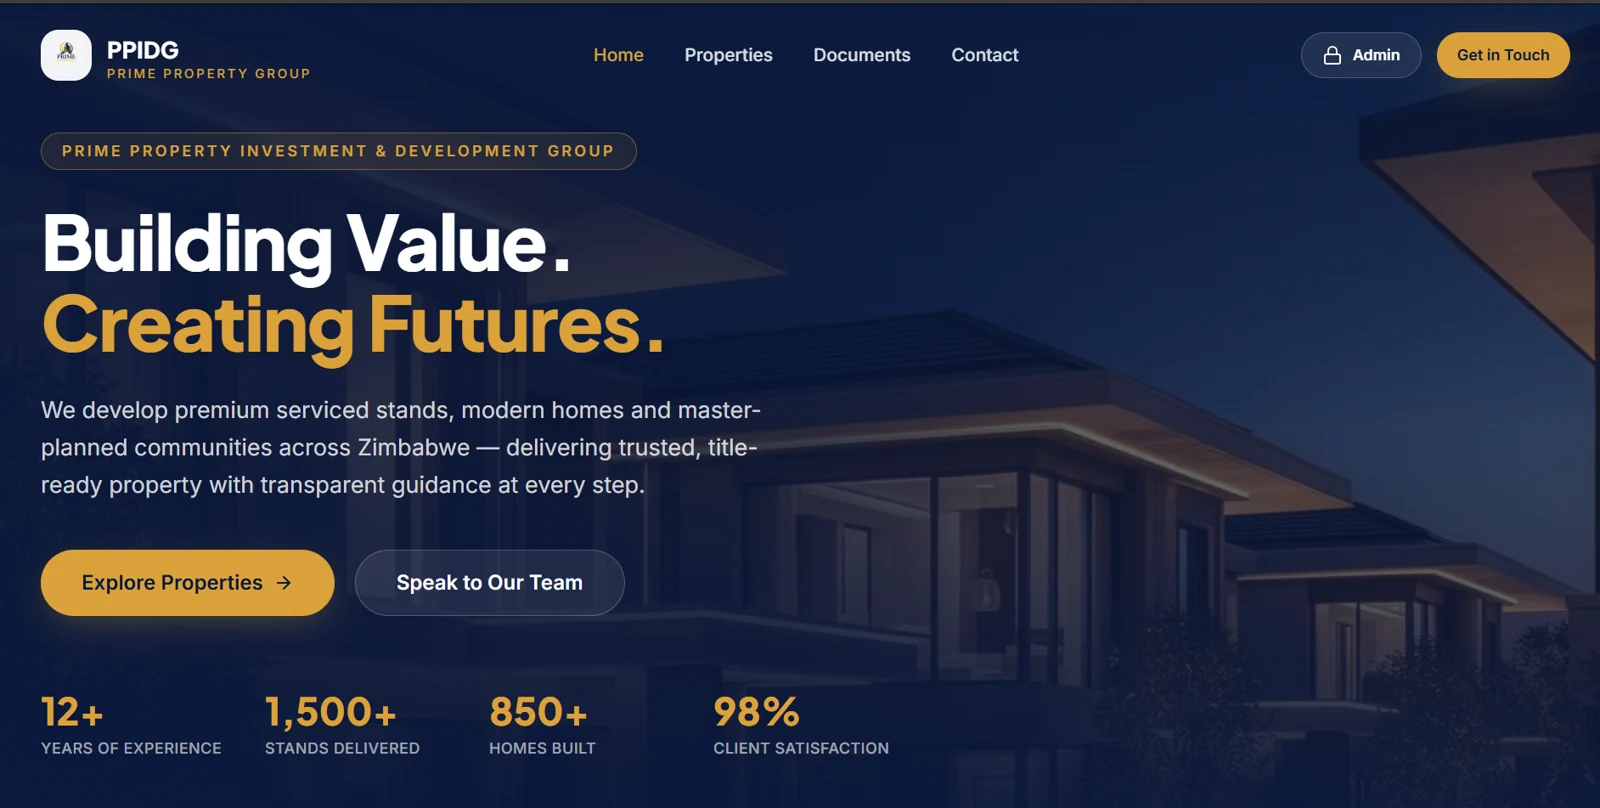 PRIME
PPIDG
PRIME PROPERTY GROUP
Home
Properties
Documents
Contact
Admin
Get in Touch
PRIME PROPERTY INVESTMENT & DEVELOPMENT GROUP
Building Value.
Creating Futures.
We develop premium serviced stands, modern homes and master-
planned communities across Zimbabwe — delivering trusted, title-
ready property with transparent guidance at every step.
Explore Properties →
Speak to Our Team
12+
YEARS OF EXPERIENCE
1,500+
STANDS DELIVERED
850+
HOMES BUILT
98%
CLIENT SATISFACTION